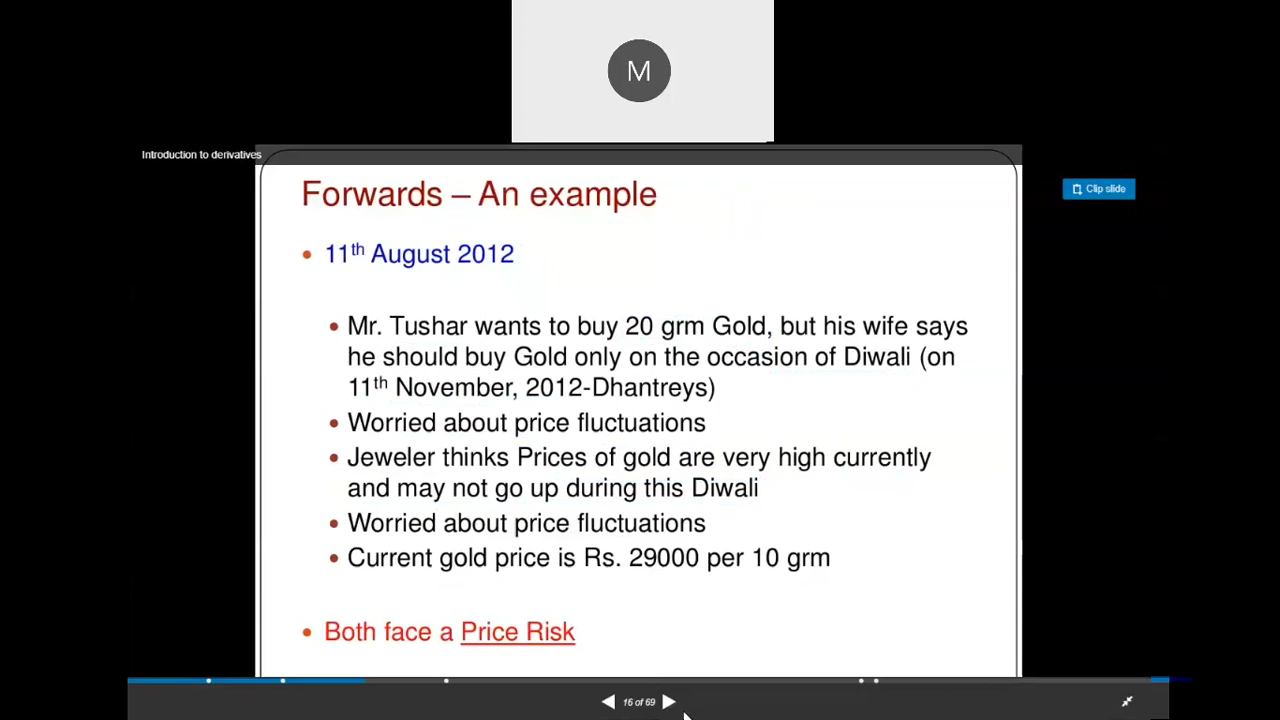 M
Introduction to derivatives
Clip slide
Forwards – An example
• 11th August 2012
• Mr. Tushar wants to buy 20 grm Gold, but his wife says
he should buy Gold only on the occasion of Diwali (on
11th November, 2012-Dhantreys)
• Worried about price fluctuations
• Jeweler thinks Prices of gold are very high currently
and may not go up during this Diwali
• Worried about price fluctuations
• Current gold price is Rs. 29000 per 10 grm
• Both face a Price Risk
16 of 69